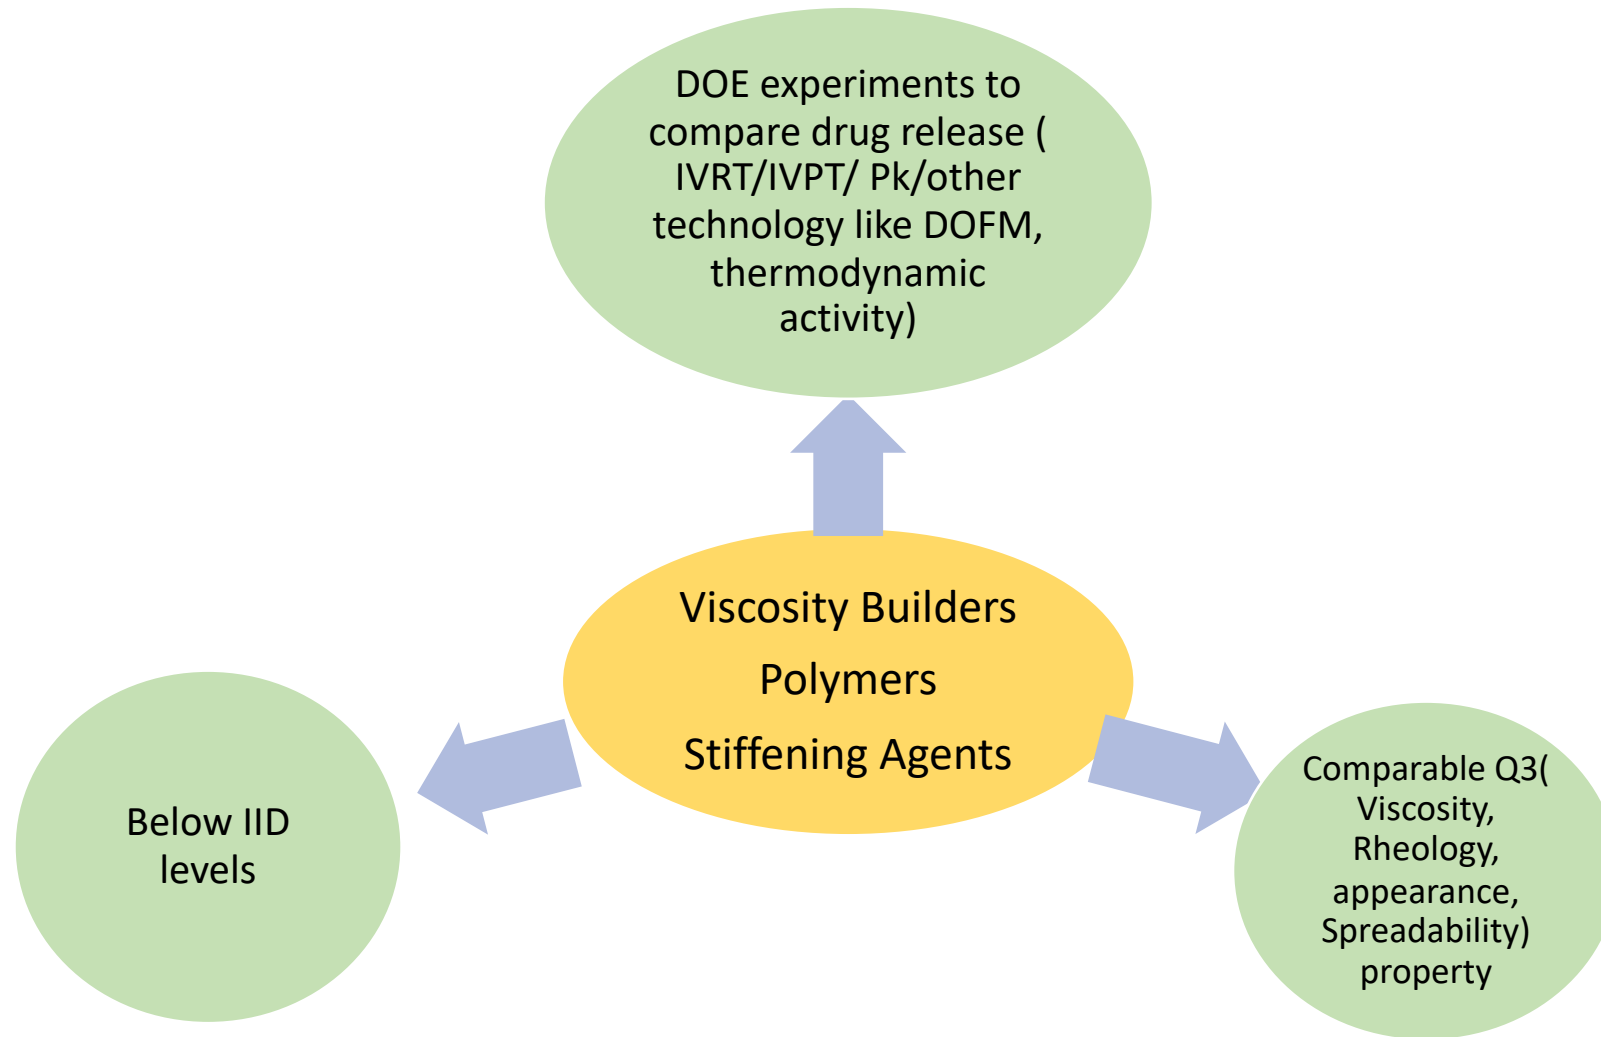 DOE experiments to
compare drug release (
IVRT/IVPT/ Pk/other
technology like DOFM,
thermodynamic
activity)
Viscosity Builders
Polymers
Stiffening Agents
Below IID
levels
Comparable Q3(
Viscosity,
Rheology,
appearance,
Spreadability)
property